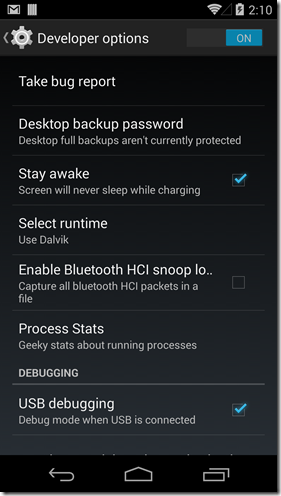 2:10
Developer options
ON
Take bug report
Desktop backup password
Desktop full backups aren't currently protected
Stay awake
Screen will never sleep while charging
Select runtime
Use Dalvik
Enable Bluetooth HCI snoop lo..
Capture all bluetooth HCI packets in a
file
Process Stats
Geeky stats about running processes
DEBUGGING
USB debugging
Debug mode when USB is connected